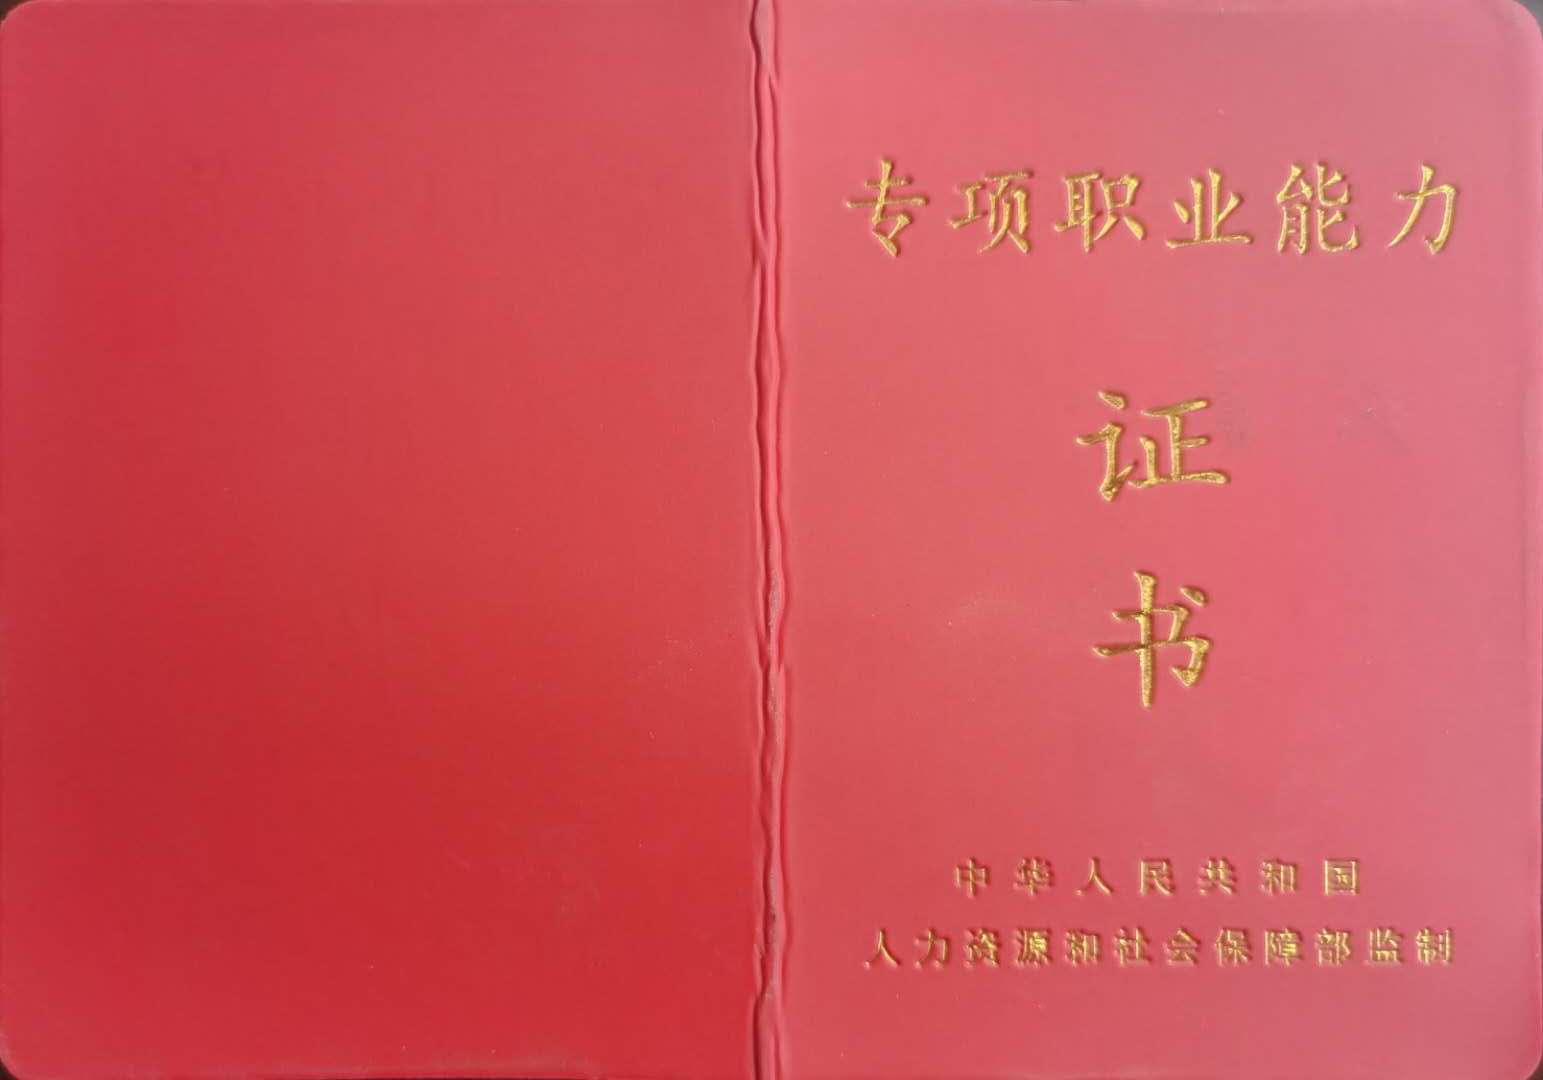 专项职业能力
证
书
中华人民共和国
人力资源和社会保障部监制